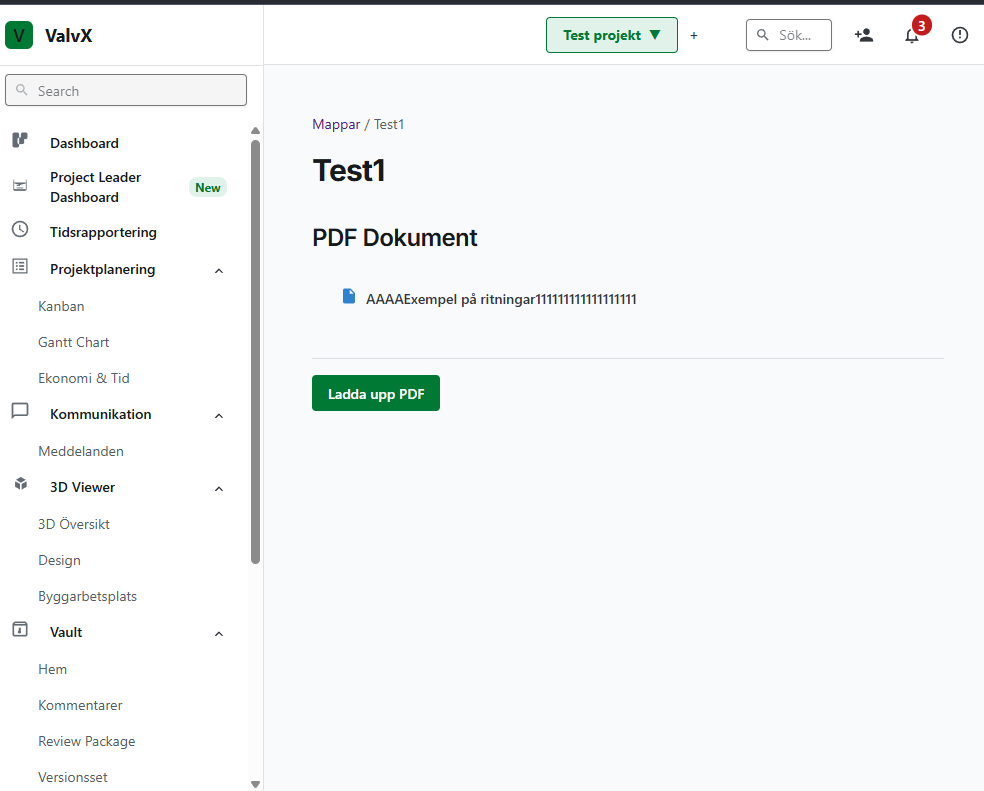 V ValvX
Test projekt ▼ +
Sök...
3
Search
Dashboard
Project Leader
Dashboard
New
Tidsrapportering
Projektplanering
Kanban
Gantt Chart
Ekonomi & Tid
Kommunikation
Meddelanden
3D Viewer
3D Översikt
Design
Byggarbetsplats
Vault
Hem
Kommentarer
Review Package
Versionsset
Mappar / Test1
Test1
PDF Dokument
AAAAExempel på ritningar111111111111111111
Ladda upp PDF